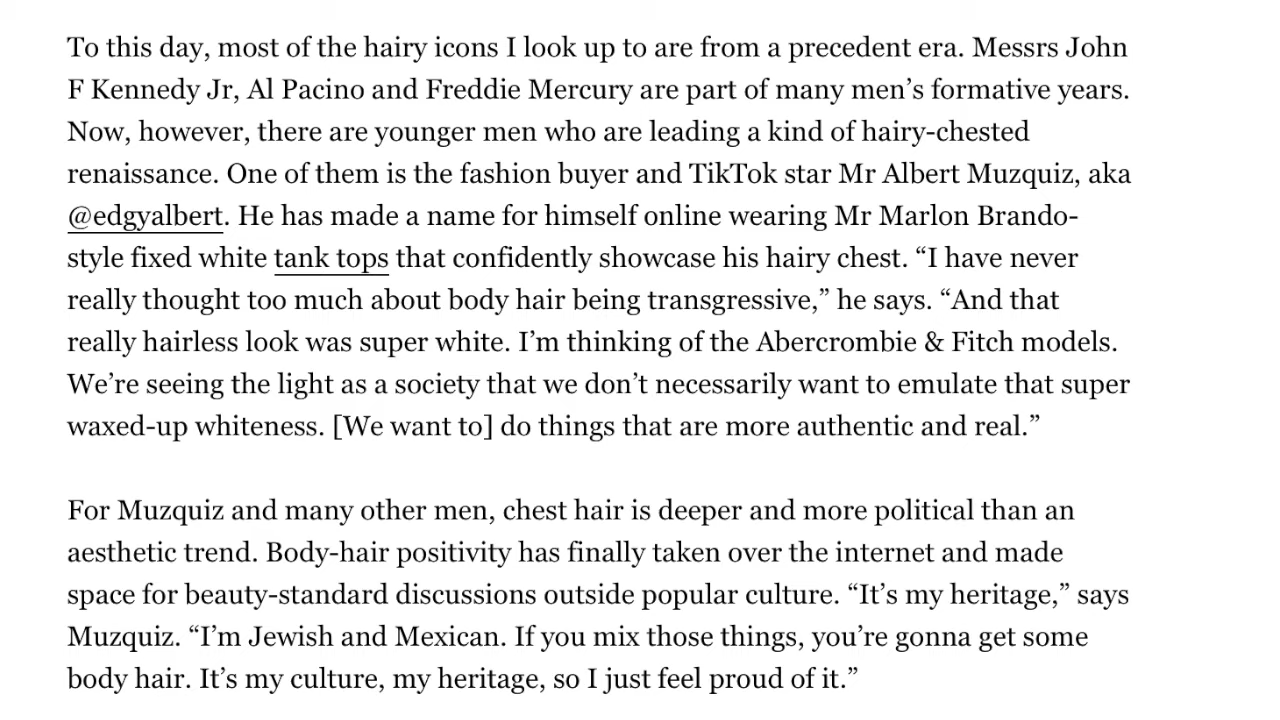 To this day, most of the hairy icons I look up to are from a precedent era. Messrs John
F Kennedy Jr, Al Pacino and Freddie Mercury are part of many men’s formative years.
Now, however, there are younger men who are leading a kind of hairy-chested
renaissance. One of them is the fashion buyer and TikTok star Mr Albert Muzquiz, aka
@edgyalbert. He has made a name for himself online wearing Mr Marlon Brando-
style fixed white tank tops that confidently showcase his hairy chest. “I have never
really thought too much about body hair being transgressive,” he says. “And that
really hairless look was super white. I’m thinking of the Abercrombie & Fitch models.
We’re seeing the light as a society that we don’t necessarily want to emulate that super
waxed-up whiteness. [We want to] do things that are more authentic and real.”
For Muzquiz and many other men, chest hair is deeper and more political than an
aesthetic trend. Body-hair positivity has finally taken over the internet and made
space for beauty-standard discussions outside popular culture. “It’s my heritage,” says
Muzquiz. “I’m Jewish and Mexican. If you mix those things, you’re gonna get some
body hair. It’s my culture, my heritage, so I just feel proud of it.”